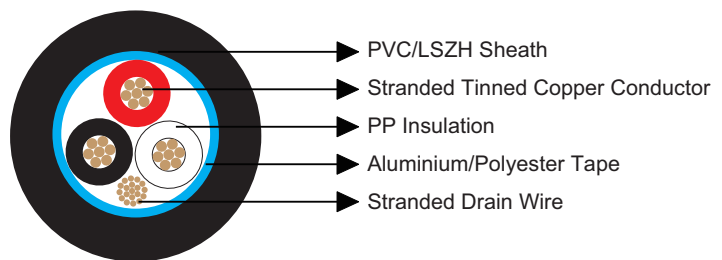 PVC/LSZH Sheath
Stranded Tinned Copper Conductor
PP Insulation
Aluminium/Polyester Tape
Stranded Drain Wire